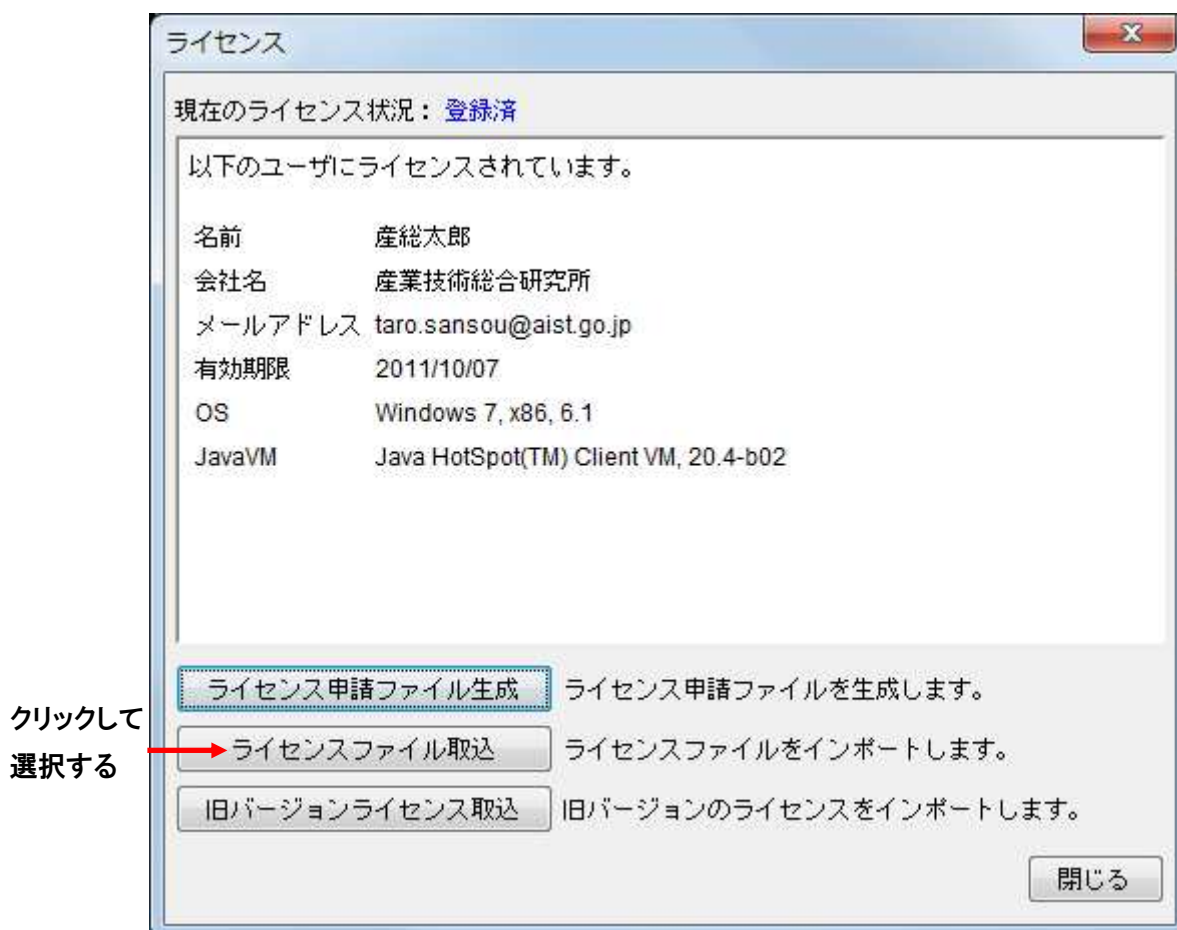 ライセンス
現在のライセンス状況： 登録済
以下のユーザにライセンスされています。
名前 産総太郎
会社名 産業技術総合研究所
メールアドレス taro.sansou@aist.go.jp
有効期限 2011/10/07
OS Windows 7, x86, 6.1
JavaVM Java HotSpot(TM) Client VM, 20.4-b02
ライセンス申請ファイル生成 ライセンス申請ファイルを生成します。
クリックして
選択する
ライセンスファイル取込 ライセンスファイルをインポートします。
旧バージョンライセンス取込 旧バージョンのライセンスをインポートします。
閉じる